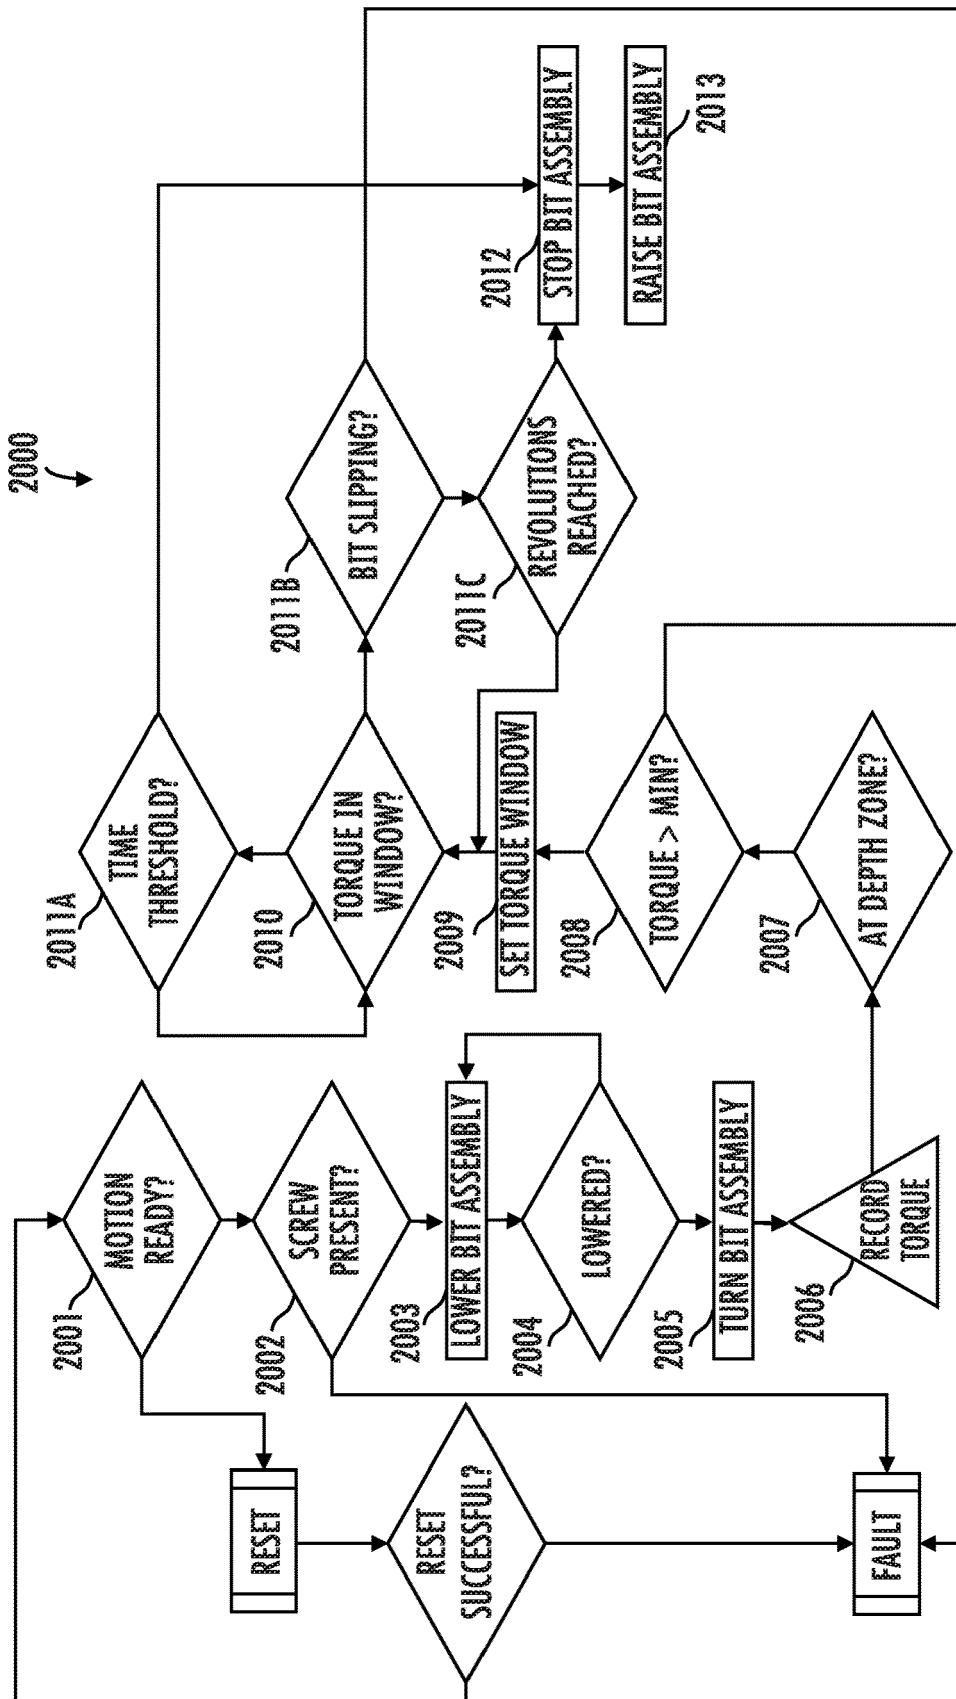 2000
2001
MOTION
READY?
2002
SCREW
PRESENT?
2003
LOWER BIT ASSEMBLY
2004
LOWERED?
2005
TURN BIT ASSEMBLY
2006
RECORD
TORQUE
RESET
RESET
SUCCESSFUL?
FAULT
2011A
TIME
THRESHOLD?
2010
TORQUE IN
WINDOW?
2009
SET TORQUE WINDOW
2008
TORQUE > MIN?
2007
AT DEPTH ZONE?
2011B
BIT SLIPPING?
2011C
REVOLUTIONS
REACHED?
2012
STOP BIT ASSEMBLY
RAISE BIT ASSEMBLY
2013